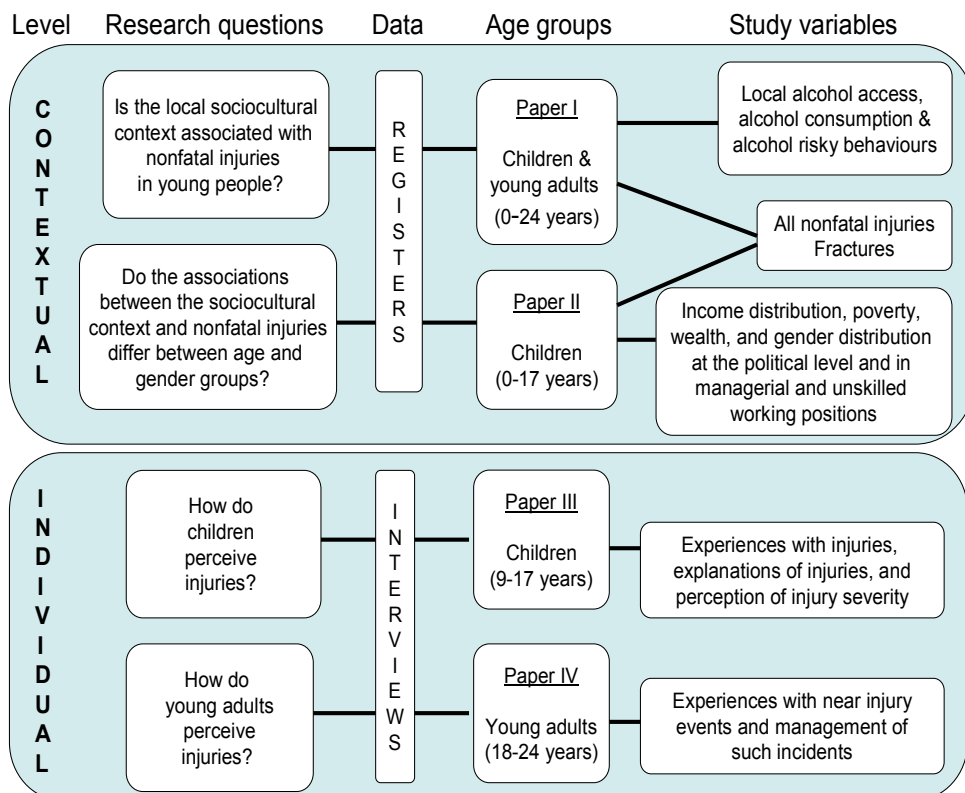 Level Research questions Data Age groups Study variables
CONTEXTUAL
Is the local sociocultural
context associated with
nonfatal injuries
in young people?
Do the associations
between the sociocultural
context and nonfatal injuries
differ between age and
gender groups?
REGISTERS
Paper I
Children &
young adults
(0-24 years)
Paper II
Children
(0-17 years)
Local alcohol access,
alcohol consumption &
alcohol risky behaviours
All nonfatal injuries
Fractures
Income distribution, poverty,
wealth, and gender distribution
at the political level and in
managerial and unskilled
working positions
INDIVIDUAL
How do
children
perceive
injuries?
How do
young adults
perceive
injuries?
INTERVIEWS
Paper III
Children
(9-17 years)
Paper IV
Young adults
(18-24 years)
Experiences with injuries,
explanations of injuries, and
perception of injury severity
Experiences with near injury
events and management of
such incidents